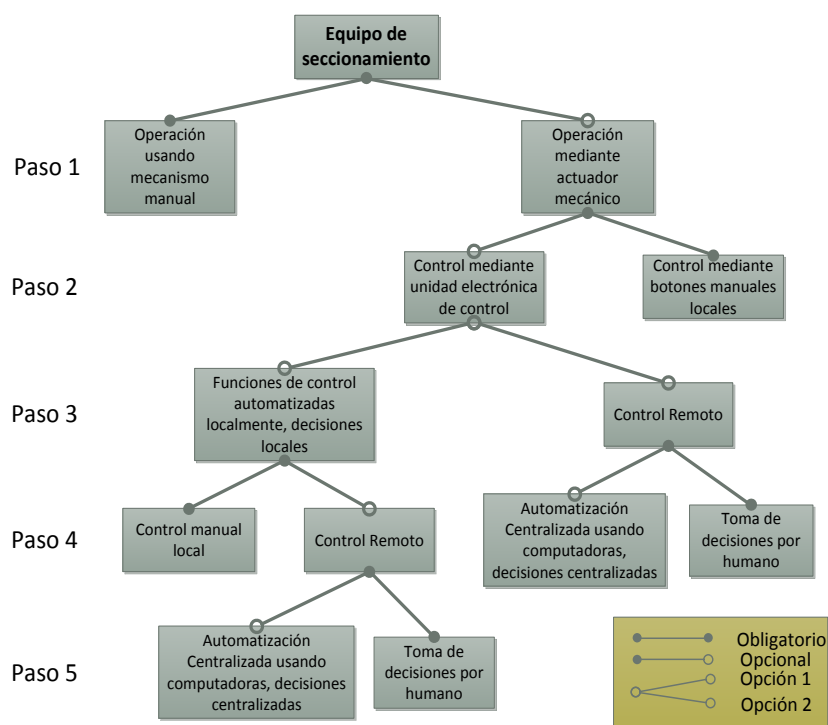 Equipo de
seccionamiento
Paso 1
Operación
usando
mecanismo
manual
Operación
mediante
actuador
mecánico
Paso 2
Control mediante
unidad electrónica
de control
Control mediante
botones manuales
locales
Paso 3
Funciones de control
automatizadas
localmente, decisiones
locales
Control Remoto
Paso 4
Control manual
local
Control Remoto
Automatización
Centralizada usando
computadoras,
decisiones centralizadas
Toma de
decisiones por
humano
Paso 5
Automatización
Centralizada usando
computadoras, decisiones
centralizadas
Toma de
decisiones por
humano
Obligatorio
Opcional
Opción 1
Opción 2